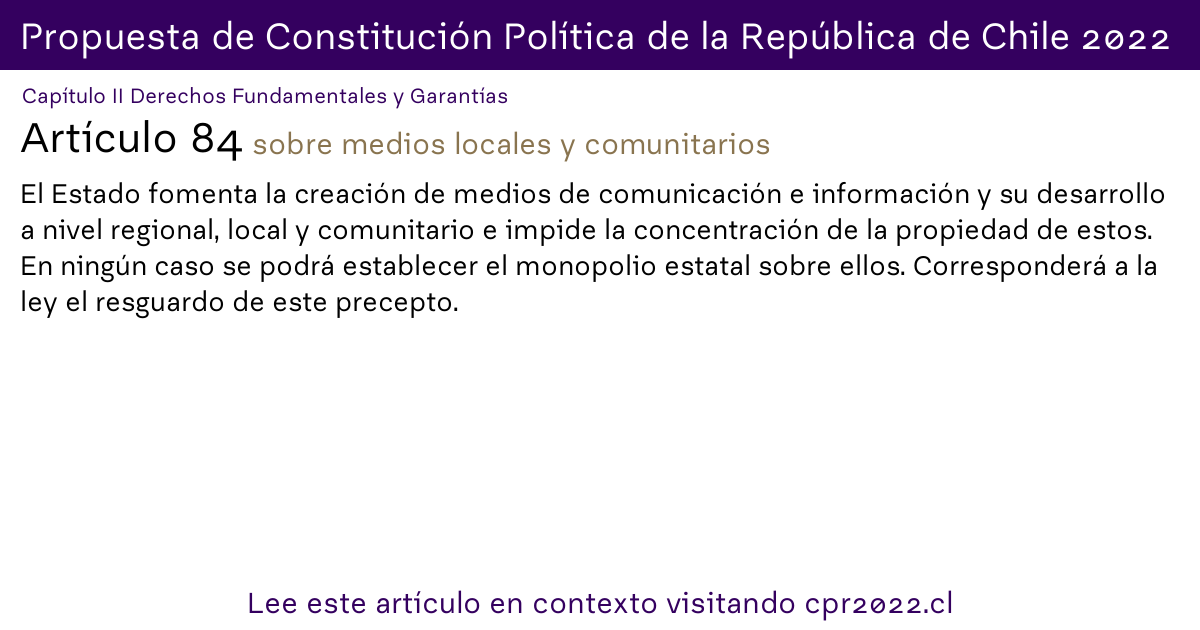 Propuesta de Constitución Política de la República de Chile 2022
Capítulo II Derechos Fundamentales y Garantías
Artículo 84 sobre medios locales y comunitarios
El Estado fomenta la creación de medios de comunicación e información y su desarrollo
a nivel regional, local y comunitario e impide la concentración de la propiedad de estos.
En ningún caso se podrá establecer el monopolio estatal sobre ellos. Corresponderá a la
ley el resguardo de este precepto.
Lee este artículo en contexto visitando cpr2022.cl